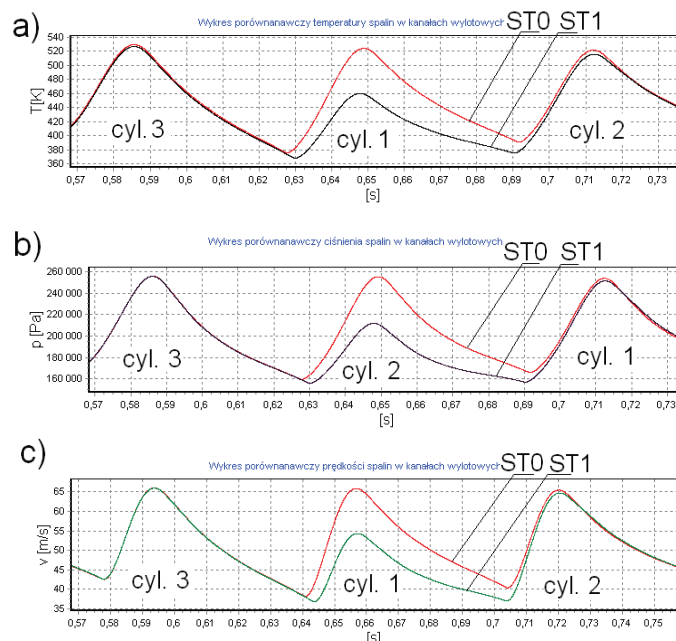 a)
Wykres porównanawczy temperatury spalin w kanałach wylotowych
ST0 ST1
540
520
500
480
460
440
420
400
380
360
T[K]
cyl. 3
cyl. 1
cyl. 2
0,57 0,58 0,59 0,6 0,61 0,62 0,63 0,64 0,65 0,66 0,67 0,68 0,69 0,7 0,71 0,72 0,73
[s]
b)
Wykres porównanawczy ciśnienia spalin w kanałach wylotowych
ST0 ST1
260 000
240 000
220 000
200 000
180 000
160 000
p [Pa]
cyl. 3
cyl. 2
cyl. 1
0,57 0,58 0,59 0,6 0,61 0,62 0,63 0,64 0,65 0,66 0,67 0,68 0,69 0,7 0,71 0,72 0,73
[s]
c)
Wykres porównanawczy prędkości spalin w kanałach wylotowych
ST0 ST1
65
60
55
50
45
40
35
v [m/s]
cyl. 3
cyl. 1
cyl. 2
0,57 0,58 0,59 0,6 0,61 0,62 0,63 0,64 0,65 0,66 0,67 0,68 0,69 0,7 0,71 0,72 0,73 0,74 0,75
[s]